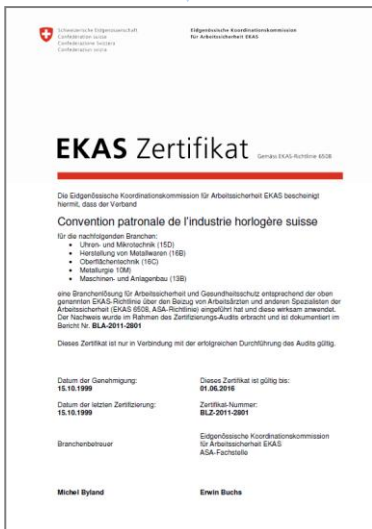 Schweizerische Eidgenossenschaft
Confédération suisse
Confederazione Svizzera
Confederaziun svizra
Eidgenössische Koordinationskommission
für Arbeitssicherheit EKAS
EKAS Zertifikat Gemäss EKAS-Richtlinie 6508
Die Eidgenössische Koordinationskommission für Arbeitssicherheit EKAS bescheinigt
hiermit, dass der Verband
Convention patronale de l'industrie horlogère suisse
für die nachfolgenden Branchen:
• Uhren- und Mikrotechnik (15D)
• Herstellung von Metallwaren (16B)
• Oberflächentechnik (16C)
• Metallurgie 10M)
• Maschinen- und Anlagenbau (13B)
eine Branchenlösung für Arbeitssicherheit und Gesundheitsschutz entsprechend der oben
genannten EKAS-Richtlinie über den Beizug von Arbeitsärzten und anderen Spezialisten der
Arbeitssicherheit (EKAS 6508, ASA-Richtlinie) eingeführt hat und diese wirksam anwendet.
Der Nachweis wurde im Rahmen des Zertifizierungs-Audits erbracht und ist dokumentiert im
Bericht Nr. BLA-2011-2801
Dieses Zertifikat ist nur in Verbindung mit der erfolgreichen Durchführung des Audits gültig.
Datum der Genehmigung:
15.10.1999
Dieses Zertifikat ist gültig bis:
01.06.2016
Datum der letzten Zertifizierung:
15.10.1999
Zertifikat-Nummer:
BLZ-2011-2801
Branchenbetreuer
Eidgenössische Koordinationskommission
für Arbeitssicherheit EKAS
ASA-Fachstelle
Michel Byland
Erwin Buchs